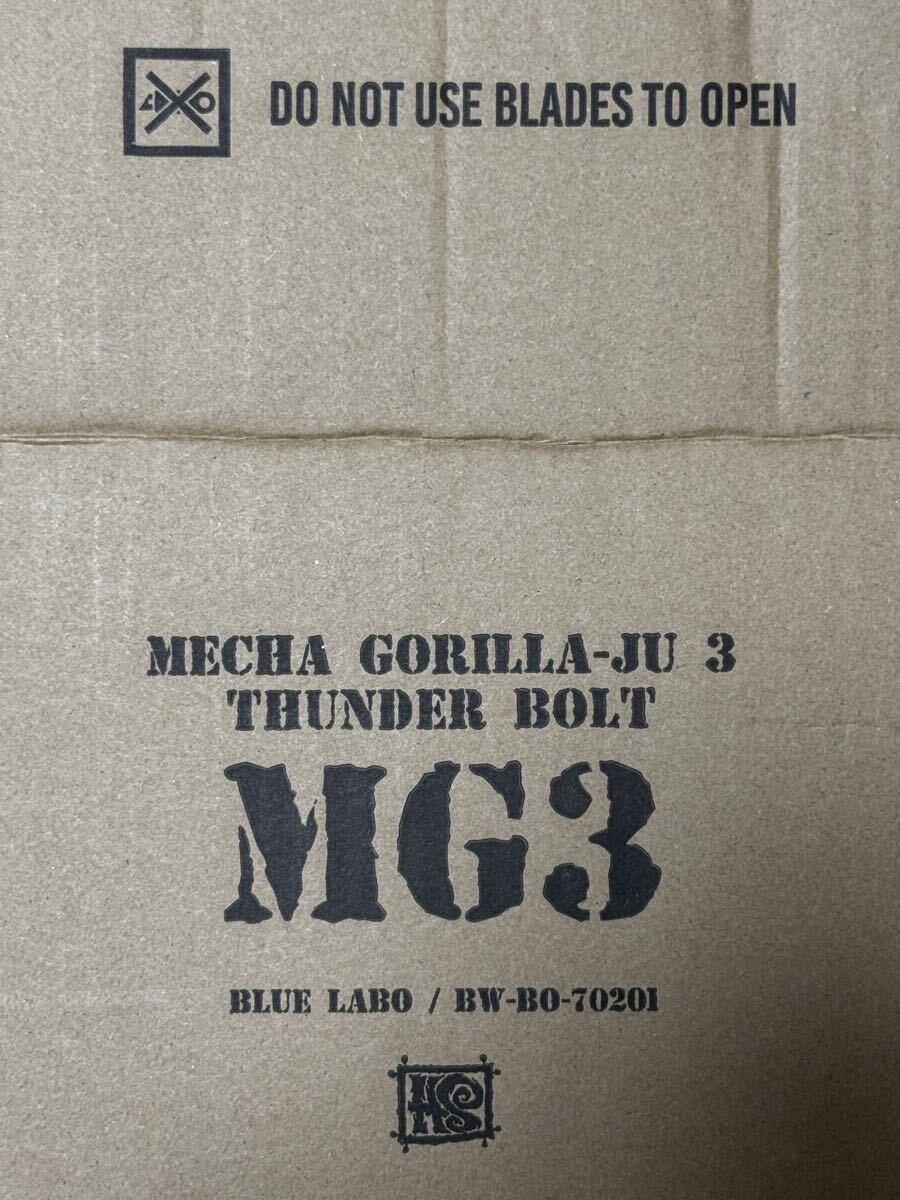 DO NOT USE BLADES TO OPEN
MECHA GORILLA-JU 3
THUNDER BOLT
MG3
BLUE LABO / BW-BO-70201